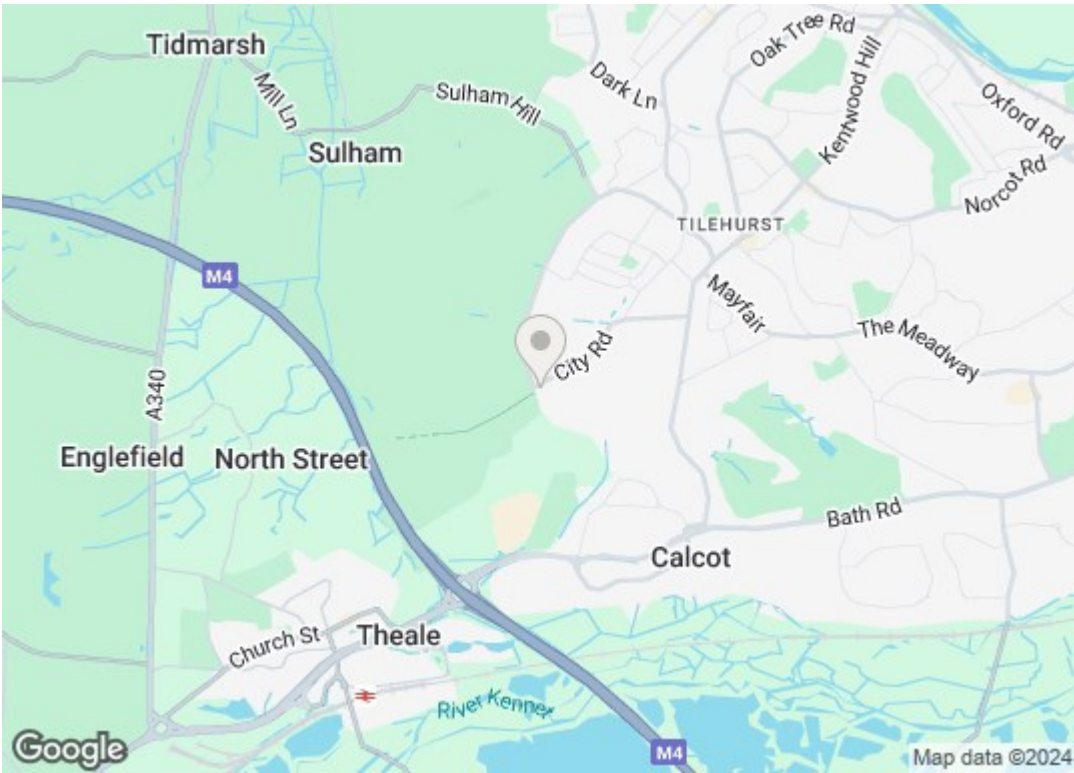 Tidmarsh
Oak Tree Rd
Dark Ln
Mill Ln
Sulham Hill
Kentwood Hill
Oxford Rd
Sulham
Norcot Rd
TILEHURST
M4
Mayfair
The Meadway
City Rd
A340
Englefield
North Street
Bath Rd
Calcot
Church St
Theale
River Kennet
M4
Google
Map data ©2024